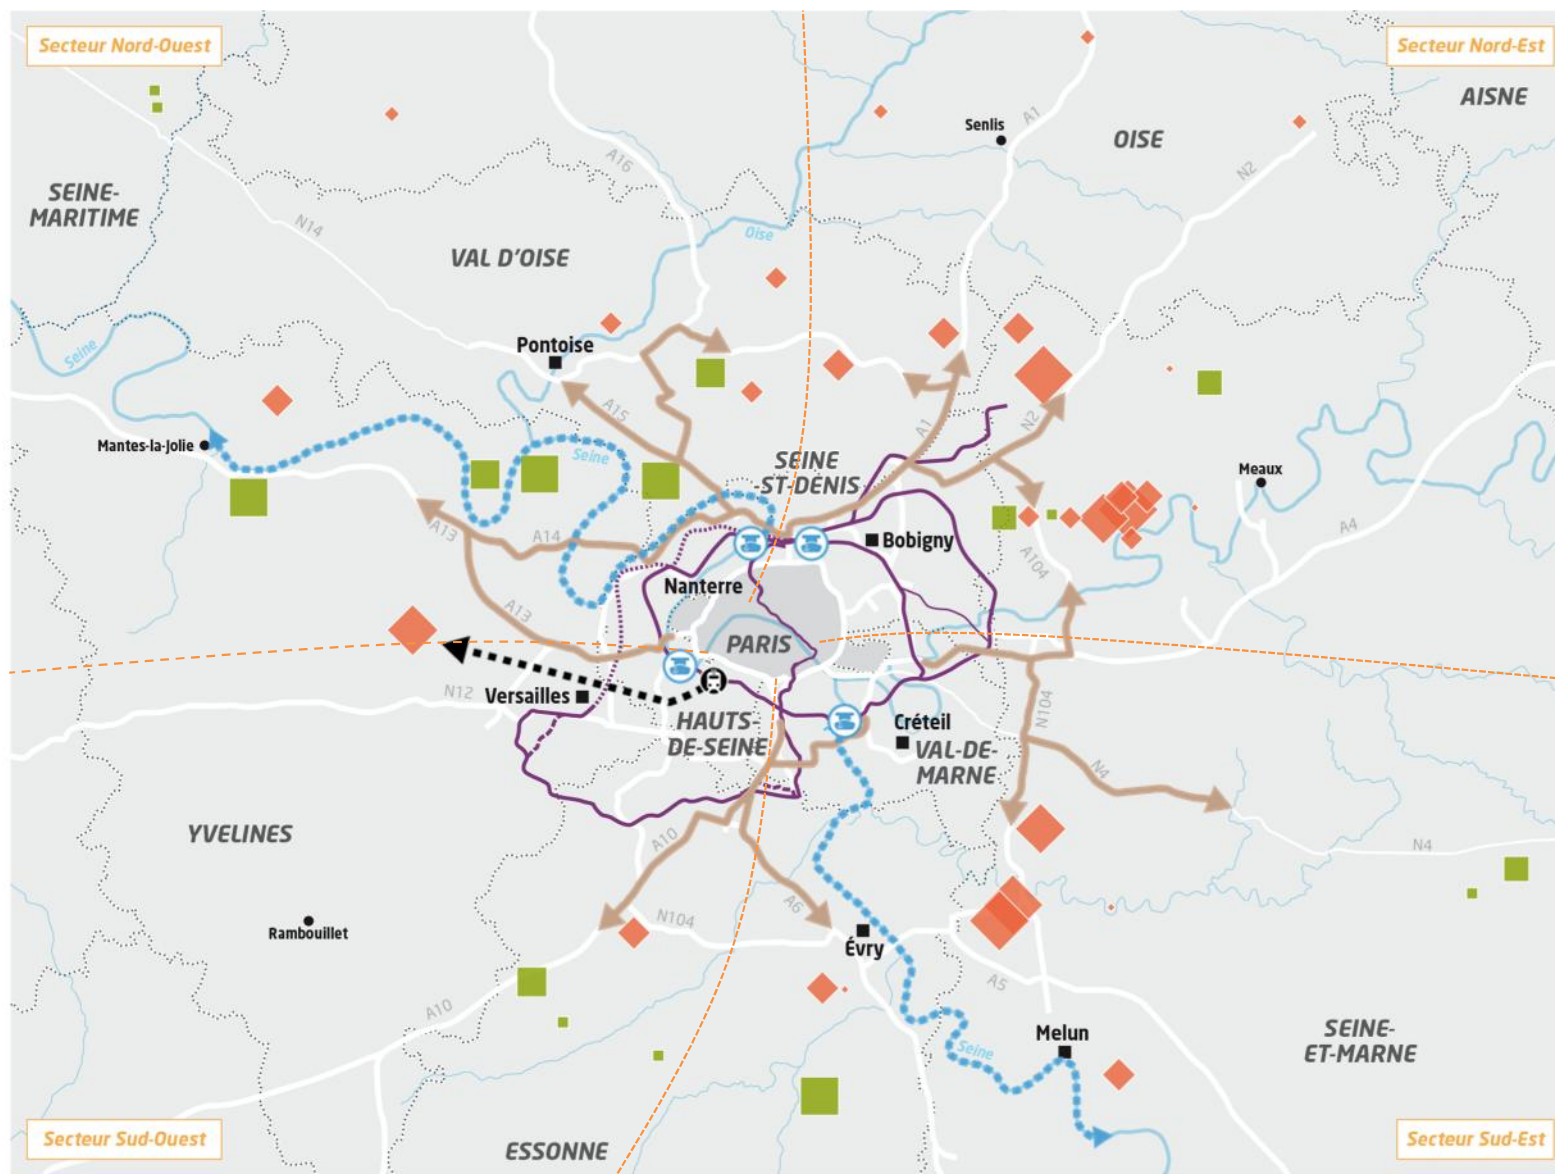 Secteur Nord-Ouest
Secteur Nord-Est
AISNE
Senlis
A1
OISE
A16
N2
SEINE-
MARITIME
N14
Oise
VAL D'OISE
Seine
Pontoise
A15
A1
N2
Mantes-la-Jolie
Seine
SEINE
-ST-DENIS
Meaux
A13
A14
Bobigny
A4
A104
Nanterre
A13
PARIS
N12
Versailles
HAUTS-
DE-SEINE
Créteil
VAL-DE-
MARNE
N104
N4
YVELINES
A10
N4
A6
Rambouillet
N104
Évry
A5
A10
Melun
Seine
SEINE-
ET-MARNE
Secteur Sud-Ouest
ESSONNE
Secteur Sud-Est